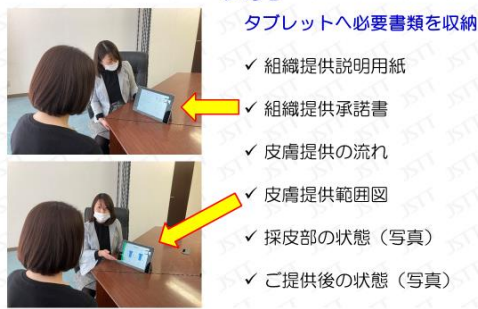 タブレットへ必要書類を収納
✓ 組織提供説明用紙
✓ 組織提供承諾書
✓ 皮膚提供の流れ
✓ 皮膚提供範囲図
✓ 採皮部の状態（写真）
✓ ご提供後の状態（写真）
JSTT